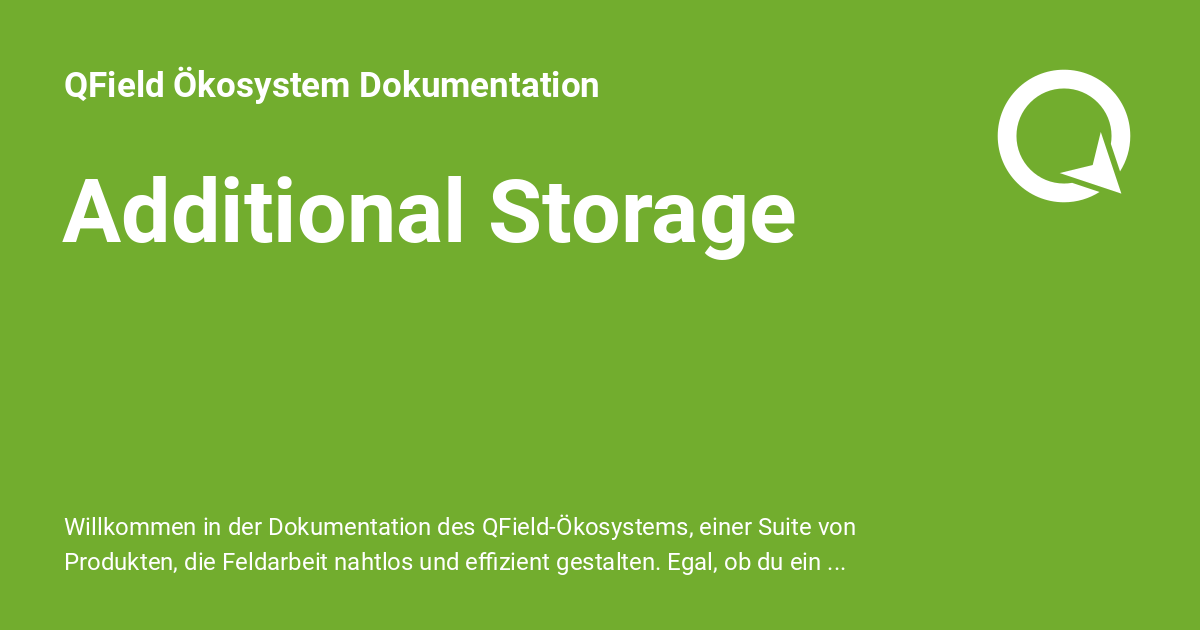 QField Ökosystem Dokumentation
Additional Storage
Willkommen in der Dokumentation des QField-Ökosystems, einer Suite von
Produkten, die Feldarbeit nahtlos und effizient gestalten. Egal, ob du ein ...